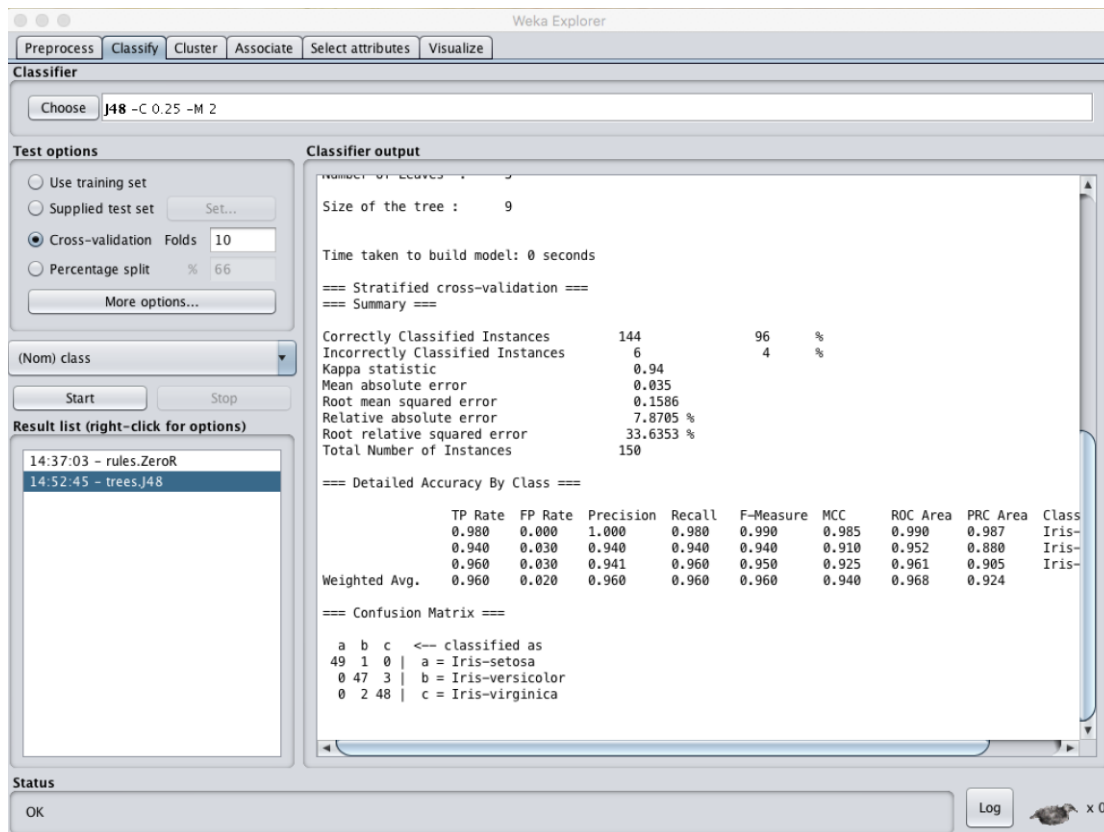 Weka Explorer
Preprocess Classify Cluster Associate Select attributes Visualize
Classifier
Choose J48 -C 0.25 -M 2
Test options
Use training set
Supplied test set Set...
Cross-validation Folds 10
Percentage split % 66
More options...
(Nom) class
Start Stop
Result list (right-click for options)
14:37:03 - rules.ZeroR
14:52:45 - trees.J48
Classifier output
Number of Leaves : 5
Size of the tree : 9
Time taken to build model: 0 seconds
=== Stratified cross-validation ===
=== Summary ===
Correctly Classified Instances 144 96 %
Incorrectly Classified Instances 6 4 %
Kappa statistic 0.94
Mean absolute error 0.035
Root mean squared error 0.1586
Relative absolute error 7.8705 %
Root relative squared error 33.6353 %
Total Number of Instances 150
=== Detailed Accuracy By Class ===
TP Rate FP Rate Precision Recall F-Measure MCC ROC Area PRC Area Class
0.980 0.000 1.000 0.980 0.990 0.985 0.990 0.987 Iris-
0.940 0.030 0.940 0.940 0.940 0.910 0.952 0.880 Iris-
0.960 0.030 0.941 0.960 0.950 0.925 0.961 0.905 Iris-
Weighted Avg. 0.960 0.020 0.960 0.960 0.960 0.940 0.968 0.924
=== Confusion Matrix ===
a b c <-- classified as
49 1 0 | a = Iris-setosa
0 47 3 | b = Iris-versicolor
0 2 48 | c = Iris-virginica
Status
OK
Log
x 0